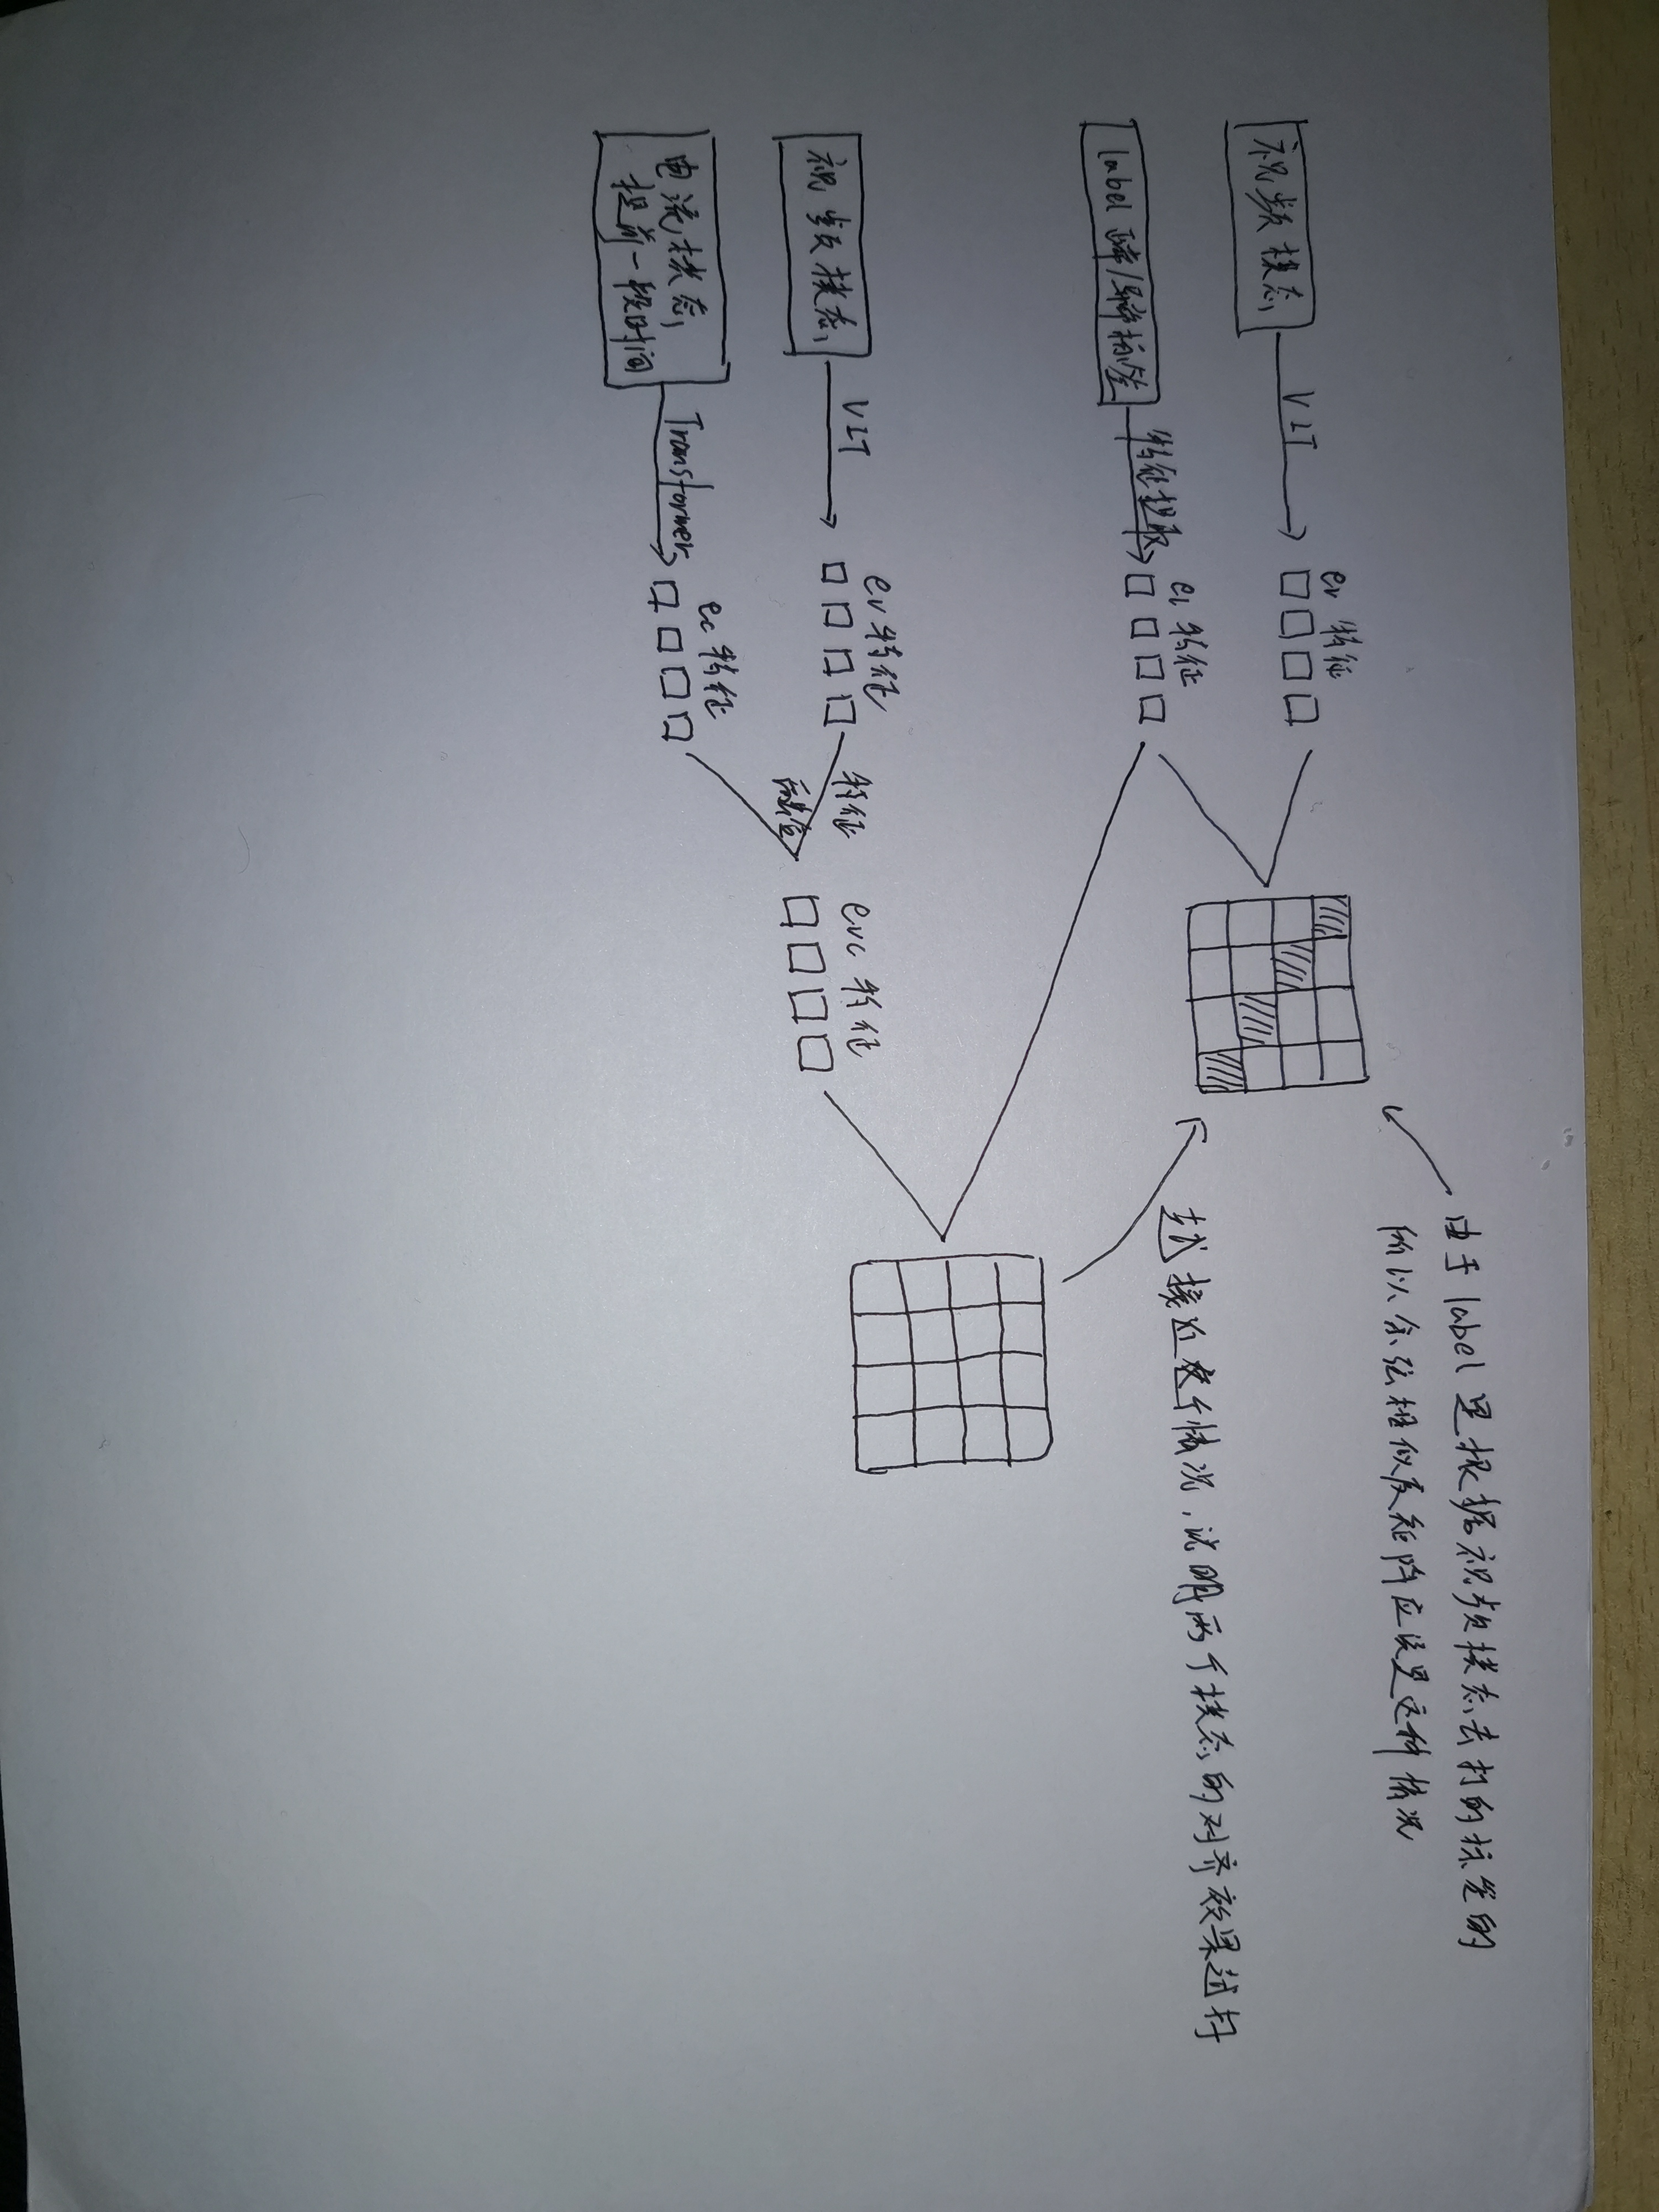 由于label是根据视频模态去打的标签的
所以余弦相似度矩阵应该是这种情况
ev 特征
视频模态
VIT
越接近这个情况,说明两个模态的对齐效果越好
el 特征
label 正常/异常标签
特征提取
ev特征
视频模态
VIT
特征
融合
evc 特征
ec 特征
电流模态
提前一段时间
Transformer